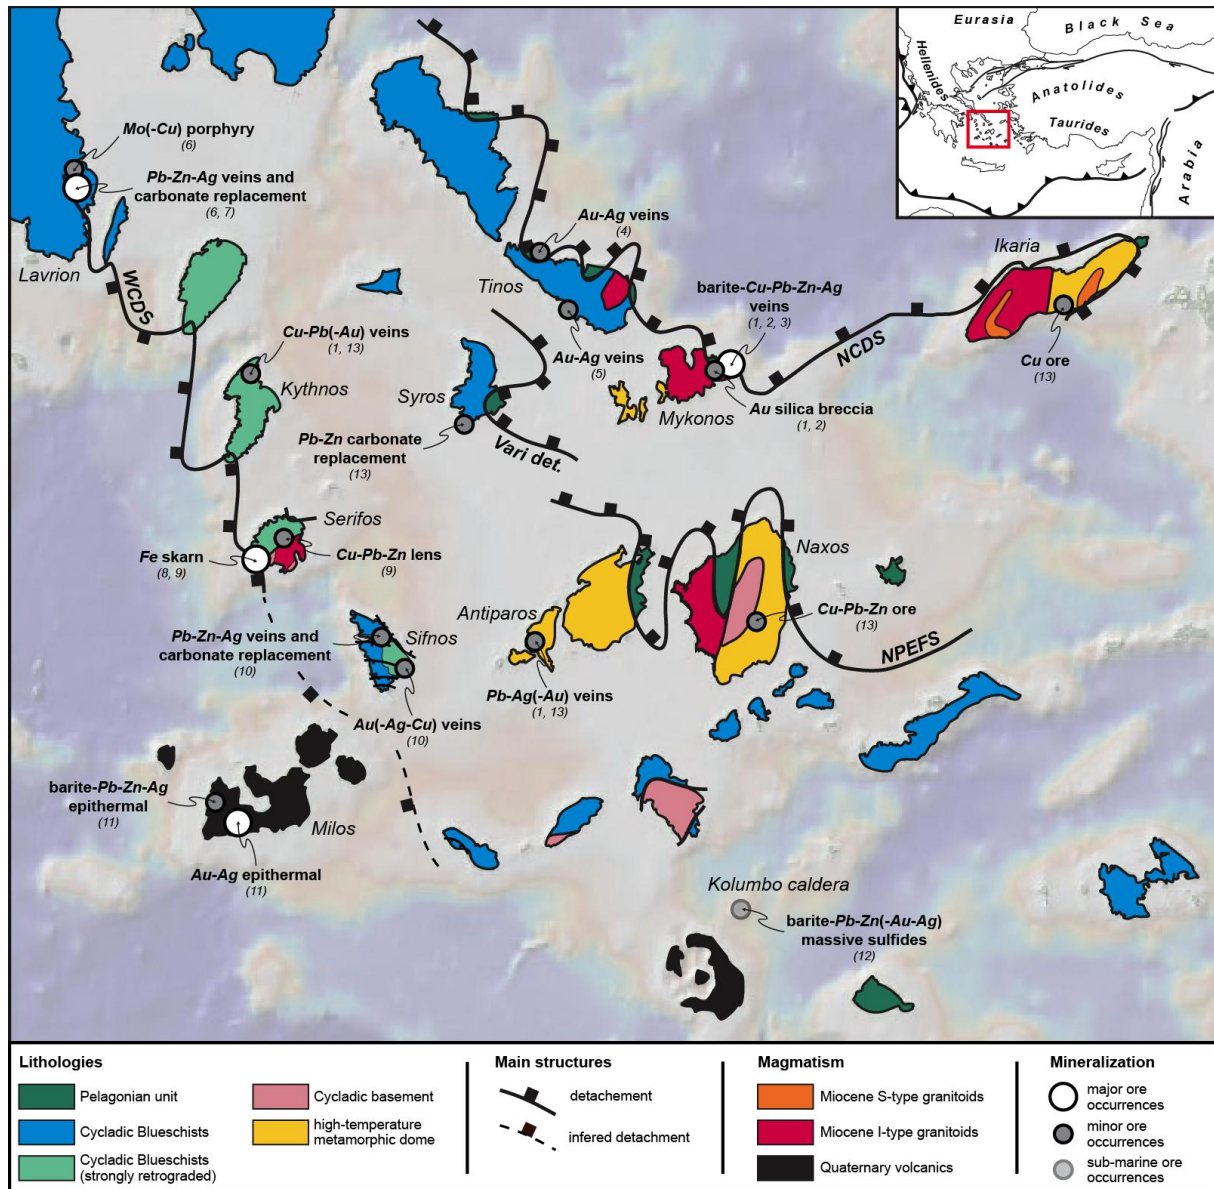 Eurasia
Black Sea
Hellenides
Anatolides
Taurides
Arabia
Mo(-Cu) porphyry
(6)
Pb-Zn-Ag veins and
carbonate replacement
(6, 7)
Lavrion
WCDS
Au-Ag veins
(4)
Tinos
Au-Ag veins
(5)
barite-Cu-Pb-Zn-Ag
veins
(1, 2, 3)
Ikaria
NCDS
Cu ore
(13)
Cu-Pb(-Au) veins
(1, 13)
Kythnos
Syros
Mykonos
Au silica breccia
(1, 2)
Pb-Zn carbonate
replacement
(13)
Vari det.
Serifos
Fe skarn
(8, 9)
Cu-Pb-Zn lens
(9)
Naxos
Antiparos
Cu-Pb-Zn ore
(13)
Pb-Zn-Ag veins and
carbonate replacement
(10)
Sifnos
NPEFS
Pb-Ag(-Au) veins
(1, 13)
Au(-Ag-Cu) veins
(10)
barite-Pb-Zn-Ag
epithermal
(11)
Milos
Au-Ag epithermal
(11)
Kolumbo caldera
barite-Pb-Zn(-Au-Ag)
massive sulfides
(12)
Lithologies
Pelagonian unit
Cycladic Blueschists
Cycladic Blueschists
(strongly retrograded)
Cycladic basement
high-temperature
metamorphic dome
Main structures
detachement
infered detachment
Magmatism
Miocene S-type granitoids
Miocene I-type granitoids
Quaternary volcanics
Mineralization
major ore
occurrences
minor ore
occurrences
sub-marine ore
occurrences